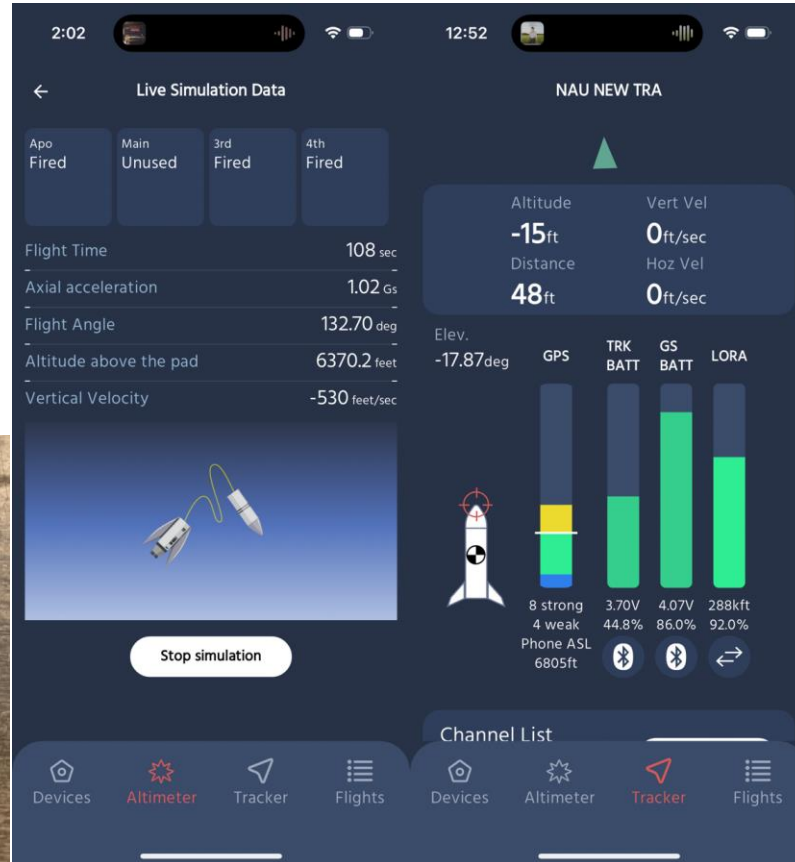 2:02
Live Simulation Data
Apo
Fired
Main
Unused
3rd
Fired
4th
Fired
Flight Time 108 sec
Axial acceleration 1.02 Gs
Flight Angle 132.70 deg
Altitude above the pad 6370.2 feet
Vertical Velocity -530 feet/sec
Stop simulation
Devices Altimeter Tracker Flights
12:52
NAU NEW TRA
Altitude Vert Vel
-15ft 0ft/sec
Distance Hoz Vel
48ft 0ft/sec
Elev.
-17.87deg
GPS
TRK
BATT
GS
BATT
LORA
8 strong
4 weak
Phone ASL
6805ft
3.70V
44.8%
4.07V
86.0%
288kft
92.0%
Channel List
Devices Altimeter Tracker Flights